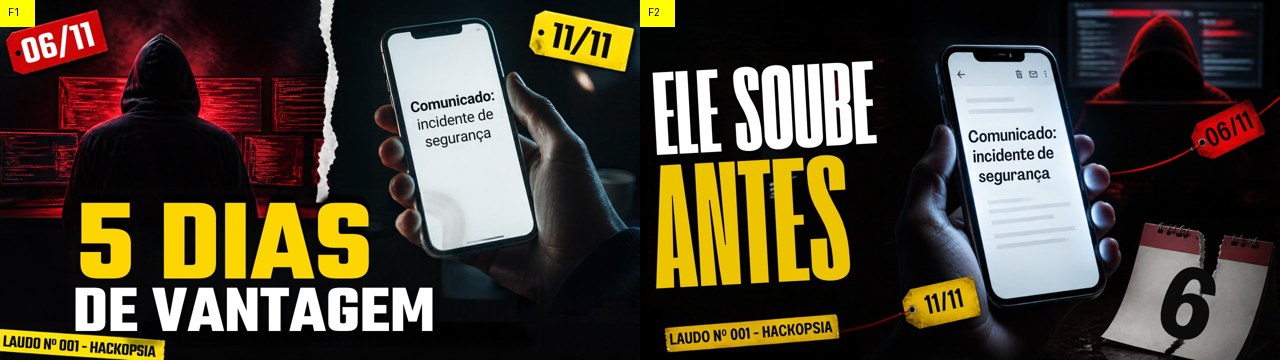 F1
06/11
11/11
Comunicado:
incidente de
segurança
5 DIAS
DE VANTAGEM
LAUDO Nº 001 - HACKOPSIA
F2
ELE SOUBE
ANTES
Comunicado:
incidente de
segurança
06/11
11/11
6
LAUDO Nº 001 - HACKOPSIA